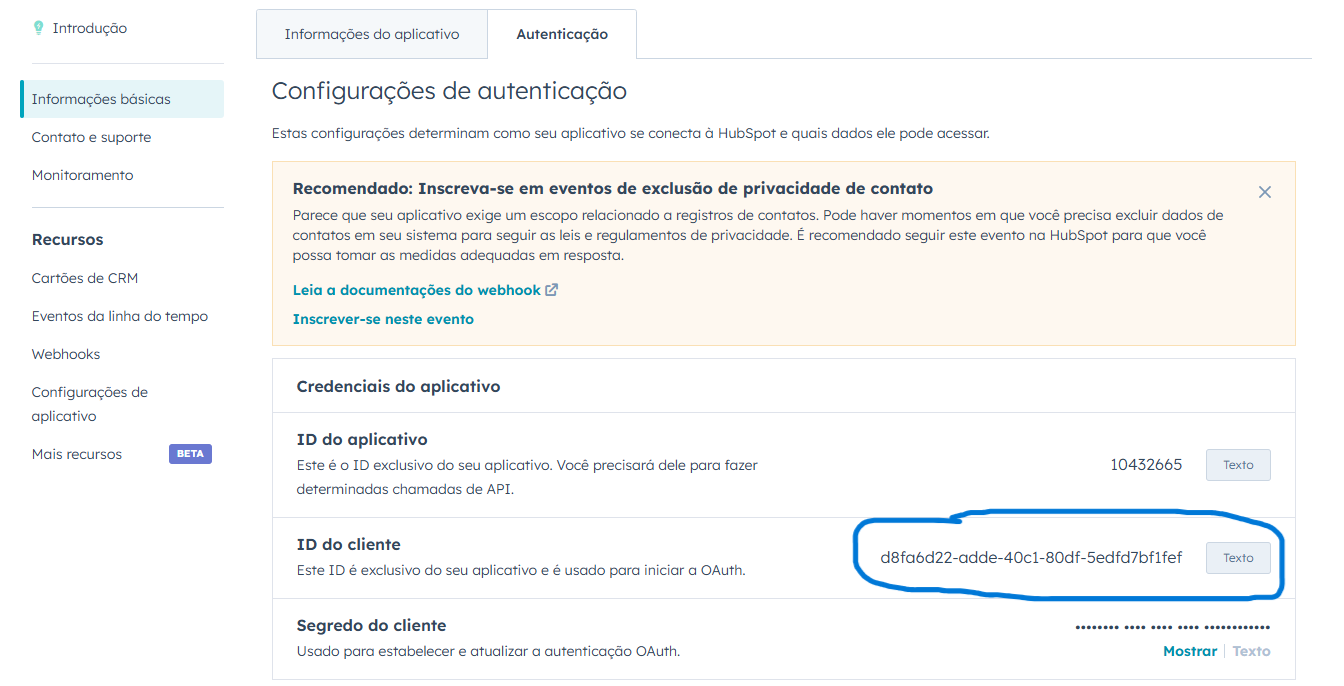 Introdução
Informações básicas
Contato e suporte
Monitoramento
Recursos
Cartões de CRM
Eventos da linha do tempo
Webhooks
Configurações de
aplicativo
Mais recursos BETA
Informações do aplicativo Autenticação
Configurações de autenticação
Estas configurações determinam como seu aplicativo se conecta à HubSpot e quais dados ele pode acessar.
Recomendado: Inscreva-se em eventos de exclusão de privacidade de contato
Parece que seu aplicativo exige um escopo relacionado a registros de contatos. Pode haver momentos em que você precisa excluir dados de
contatos em seu sistema para seguir as leis e regulamentos de privacidade. É recomendado seguir este evento na HubSpot para que você
possa tomar as medidas adequadas em resposta.
Leia a documentações do webhook
Inscrever-se neste evento
Credenciais do aplicativo
ID do aplicativo
Este é o ID exclusivo do seu aplicativo. Você precisará dele para fazer
determinadas chamadas de API.
10432665 Texto
ID do cliente
Este ID é exclusivo do seu aplicativo e é usado para iniciar a OAuth.
d8fa6d22-adde-40c1-80df-5edfd7bf1fef Texto
Segredo do cliente
Usado para estabelecer e atualizar a autenticação OAuth.
•••••••• •••• •••• •••• ••••••••••••
Mostrar Texto